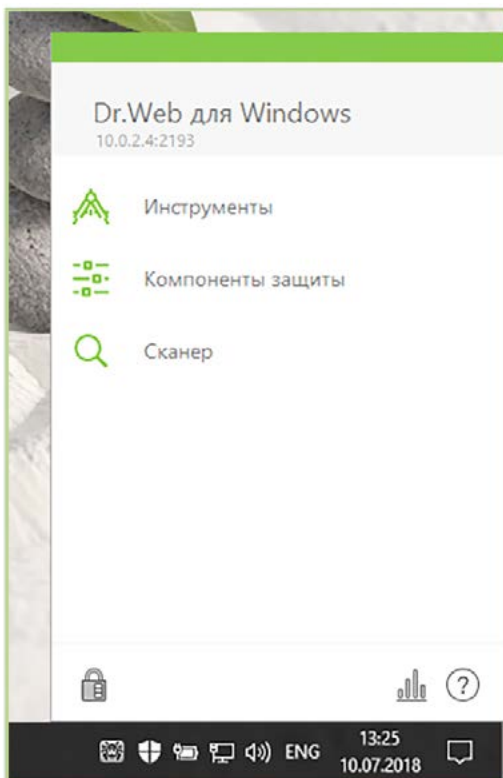 Dr.Web для Windows
10.0.2.4:2193
Инструменты
Компоненты защиты
Сканер
?
ENG
13:25
10.07.2018